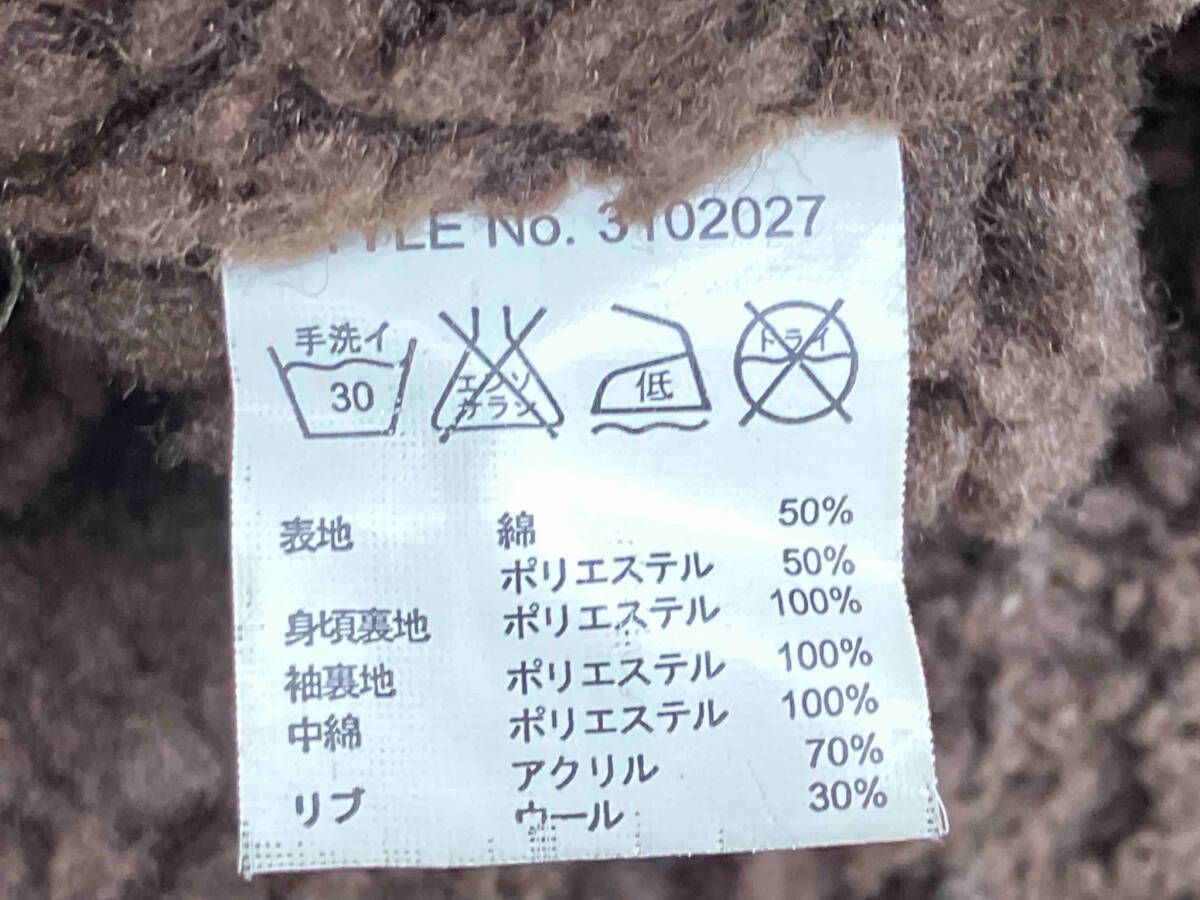 STYLE No. 3102027
手洗イ
30
エンソ
サラシ
低
ドライ
表地 綿 50%
ポリエステル 50%
身頃裏地 ポリエステル 100%
袖裏地 ポリエステル 100%
中綿 ポリエステル 100%
リブ アクリル 70%
ウール 30%